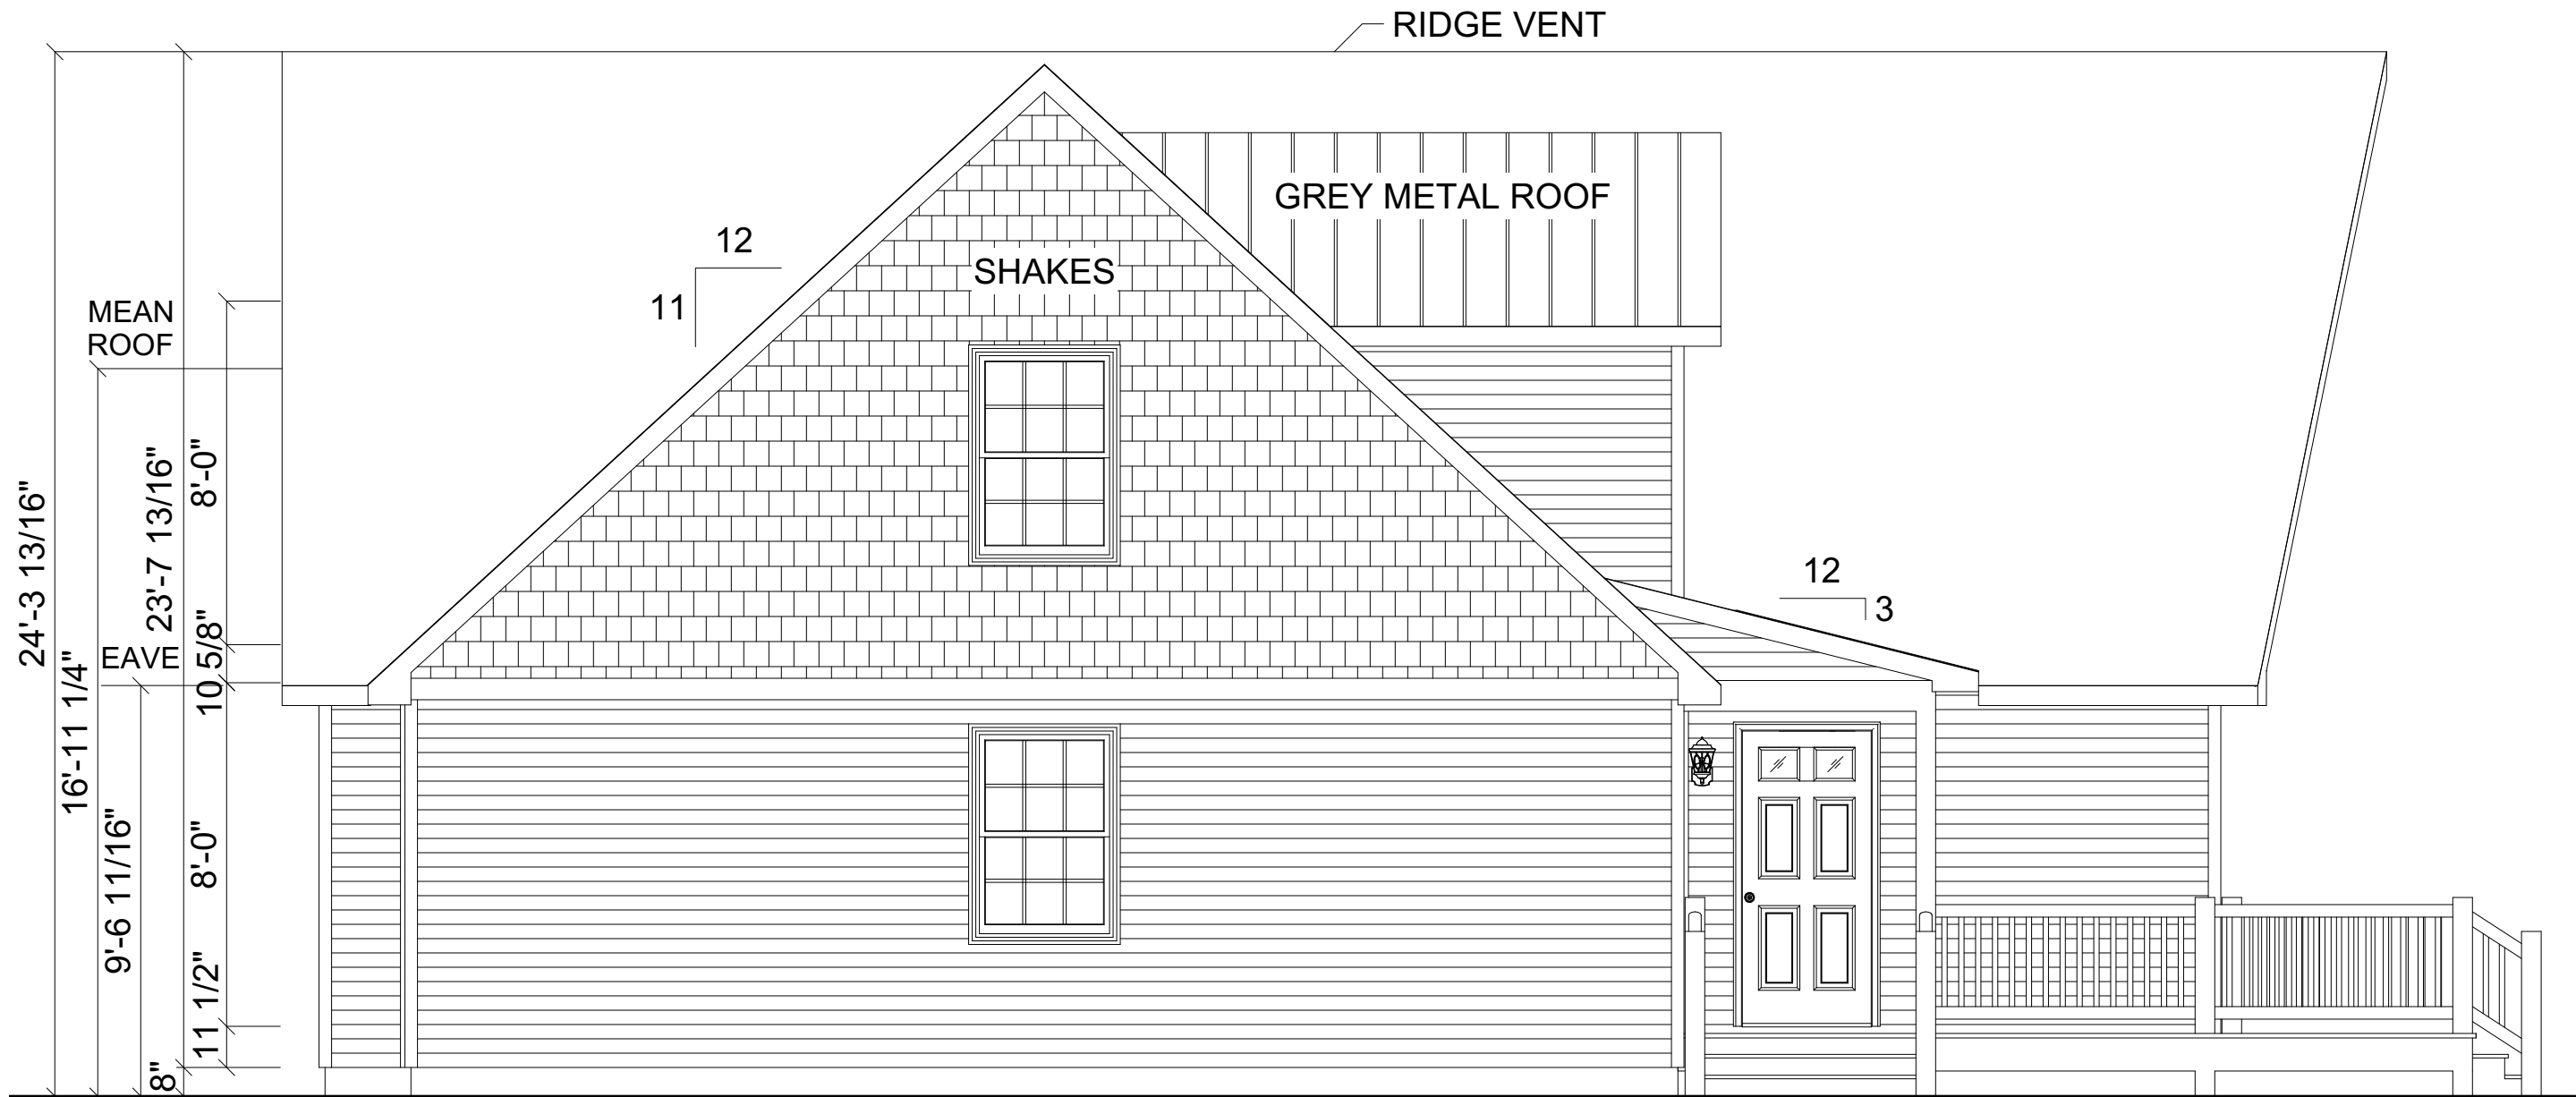 RIDGE VENT
GREY METAL ROOF
12
11
SHAKES
MEAN
ROOF
8'-0"
23'-7 13/16"
24'-3 13/16"
12
3
10 5/8"
EAVE
16'-11 1/4"
8'-0"
9'-6 11/16"
11 1/2"
8"